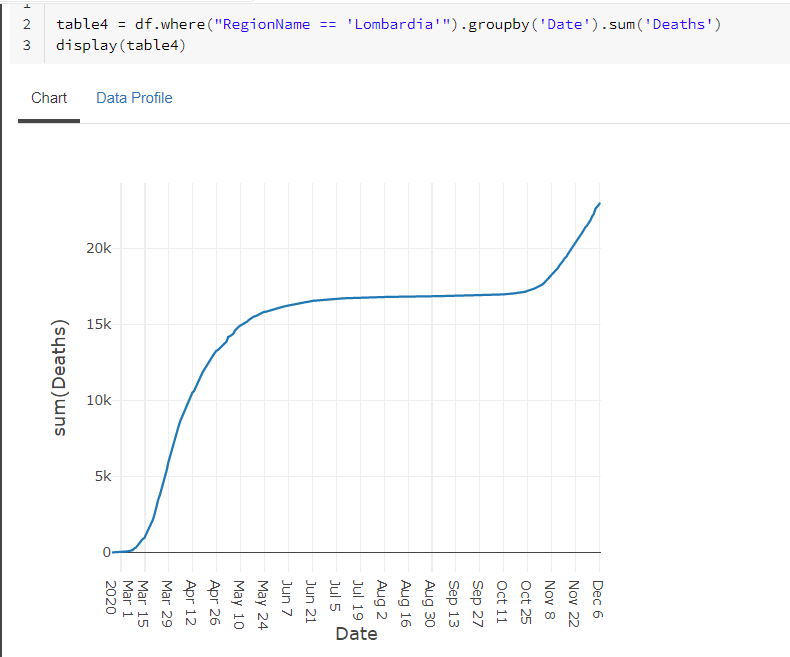 1
2 table4 = df.where("RegionName == 'Lombardia'").groupby('Date').sum('Deaths')
3 display(table4)
Chart Data Profile
20k
15k
10k
5k
0
sum(Deaths)
2020 Mar 1 Mar 15 Mar 29 Apr 12 Apr 26 May 10 May 24 Jun 7 Jun 21 Jul 5 Jul 19 Aug 2 Aug 16 Aug 30 Sep 13 Sep 27 Oct 11 Oct 25 Nov 8 Nov 22 Dec 6
Date